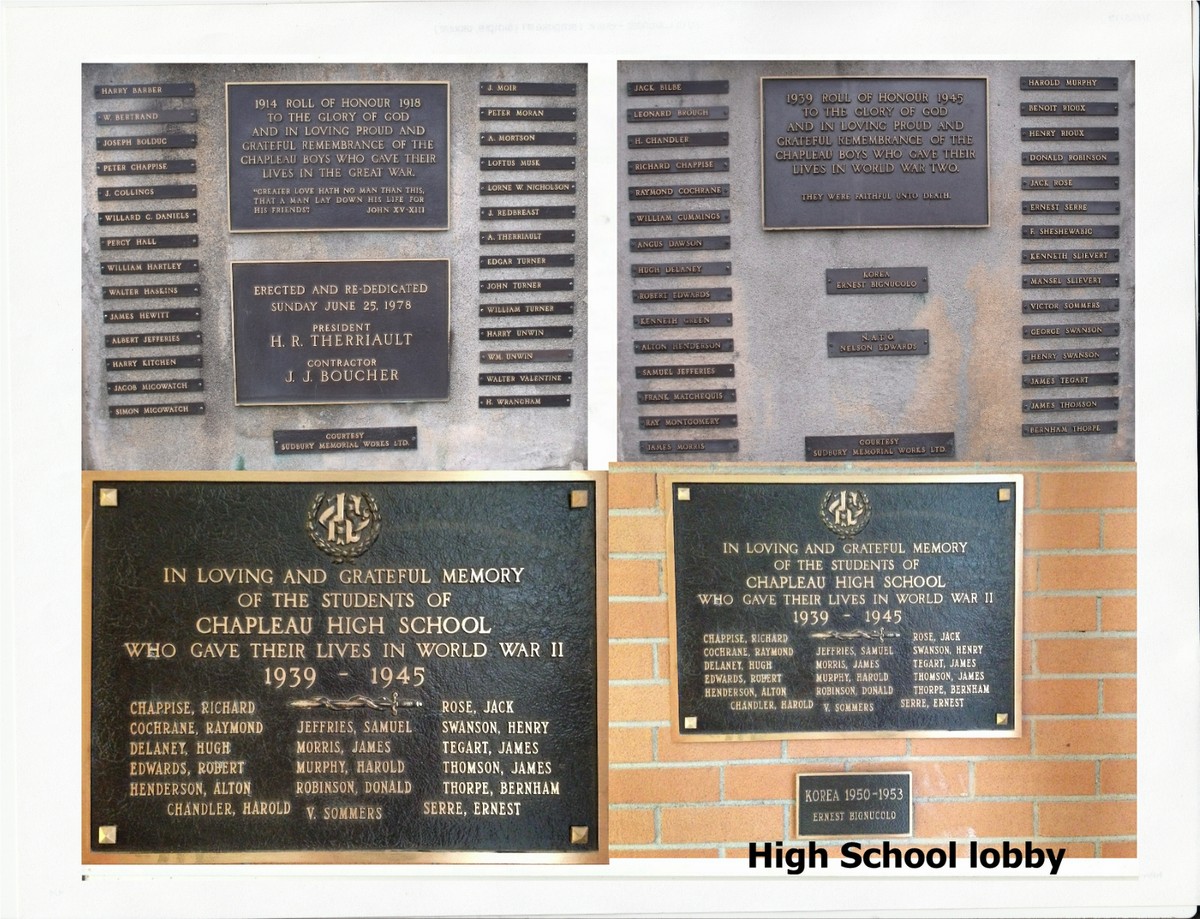 HARRY BARBER
W. BERTRAND
JOSEPH BOLDUC
PETER CHAPPISE
J. COLLINGS
WILLARD G. DANIELS
PERCY HALL
WILLIAM HARTLEY
WALTER HASKINS
JAMES HEWITT
ALBERT JEFFERIES
HARRY KITCHEN
JACOB MICOWATCH
SIMON MICOWATCH
1914 ROLL OF HONOUR 1918
TO THE GLORY OF GOD
AND IN LOVING PROUD AND
GRATEFUL REMEMBRANCE OF THE
CHAPLEAU BOYS WHO GAVE THEIR
LIVES IN THE GREAT WAR.
"GREATER LOVE HATH NO MAN THAN THIS,
THAT A MAN LAY DOWN HIS LIFE FOR
HIS FRIENDS" JOHN XV-XIII
ERECTED AND RE-DEDICATED
SUNDAY JUNE 25, 1978
PRESIDENT
H. R. THERRIAULT
CONTRACTOR
J. J. BOUCHER
COURTESY
SUDBURY MEMORIAL WORKS LTD.
J. MOIR
PETER MORAN
A. MORTSON
LOFTUS MUSK
LORNE W. NICHOLSON
J. REDBREAST
A. THERRIAULT
EDGAR TURNER
JOHN TURNER
WILLIAM TURNER
HARRY UNWIN
WM. UNWIN
WALTER VALENTINE
H. WRANGHAM
JACK BILBE
LEONARD BROUGH
H. CHANDLER
RICHARD CHAPPISE
RAYMOND COCHRANE
WILLIAM CUMMINGS
ANGUS DAWSON
HUGH DELANEY
ROBERT EDWARDS
KENNETH GREEN
ALTON HENDERSON
SAMUEL JEFFERIES
FRANK MATCHEQUIS
RAY MONTGOMERY
JAMES MORRIS
1939 ROLL OF HONOUR 1945
TO THE GLORY OF GOD
AND IN LOVING PROUD AND
GRATEFUL REMEMBRANCE OF THE
CHAPLEAU BOYS WHO GAVE THEIR
LIVES IN WORLD WAR TWO.
THEY WERE FAITHFUL UNTO DEATH.
KOREA
ERNEST BIGNUCOLO
N.A.T.O
NELSON EDWARDS
COURTESY
SUDBURY MEMORIAL WORKS LTD.
HAROLD MURPHY
BENOIT RIOUX
HENRY RIOUX
DONALD ROBINSON
JACK ROSE
ERNEST SERRE
F. SHESHEWABIC
KENNETH SLIEVERT
MANSEL SLIEVERT
VICTOR SOMMERS
GEORGE SWANSON
HENRY SWANSON
JAMES TEGART
JAMES THOMSON
BERNHAM THORPE
IN LOVING AND GRATEFUL MEMORY
OF THE STUDENTS OF
CHAPLEAU HIGH SCHOOL
WHO GAVE THEIR LIVES IN WORLD WAR II
1939 - 1945
CHAPPISE, RICHARD ROSE, JACK
COCHRANE, RAYMOND JEFFRIES, SAMUEL SWANSON, HENRY
DELANEY, HUGH MORRIS, JAMES TEGART, JAMES
EDWARDS, ROBERT MURPHY, HAROLD THOMSON, JAMES
HENDERSON, ALTON ROBINSON, DONALD THORPE, BERNHAM
CHANDLER, HAROLD V. SOMMERS SERRE, ERNEST
IN LOVING AND GRATEFUL MEMORY
OF THE STUDENTS OF
CHAPLEAU HIGH SCHOOL
WHO GAVE THEIR LIVES IN WORLD WAR II
1939 - 1945
CHAPPISE, RICHARD ROSE, JACK
COCHRANE, RAYMOND JEFFRIES, SAMUEL SWANSON, HENRY
DELANEY, HUGH MORRIS, JAMES TEGART, JAMES
EDWARDS, ROBERT MURPHY, HAROLD THOMSON, JAMES
HENDERSON, ALTON ROBINSON, DONALD THORPE, BERNHAM
CHANDLER, HAROLD V. SOMMERS SERRE, ERNEST
KOREA 1950-1953
ERNEST BIGNUCOLO
High School lobby